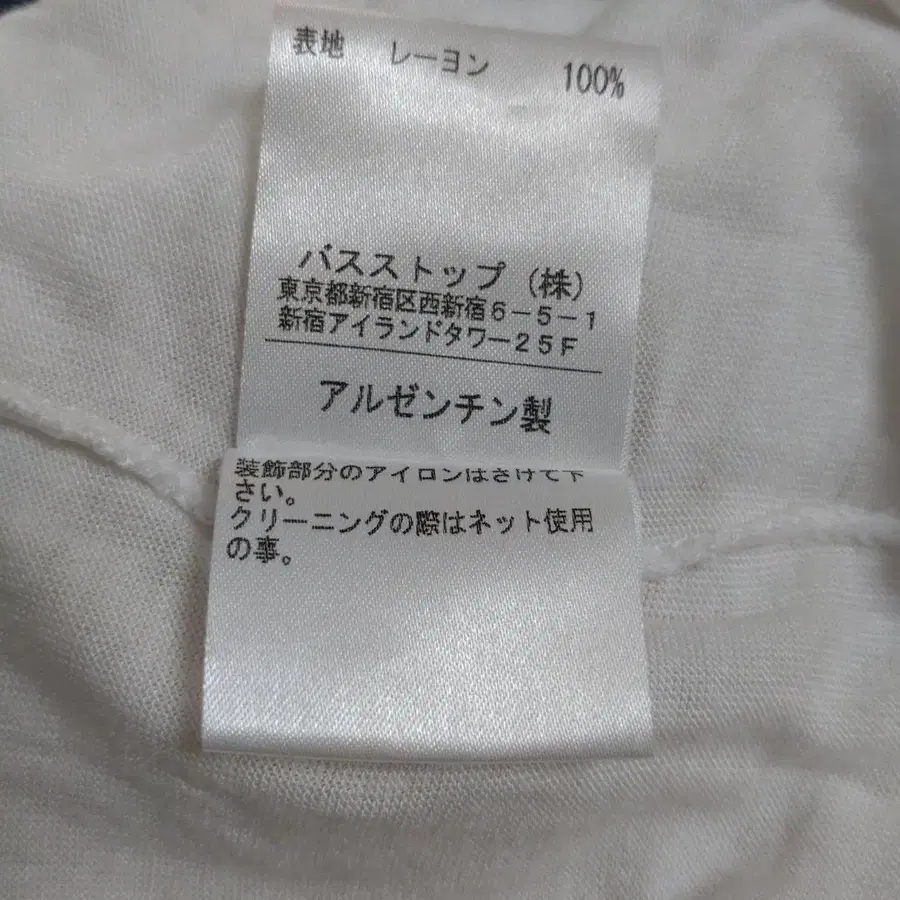 表地 レーヨン 100%
バスストップ (株)
東京都新宿区西新宿6-5-1
新宿アイランドタワー25F
アルゼンチン製
装飾部分のアイロンはさけて下
さい。
クリーニングの際はネット使用
の事。